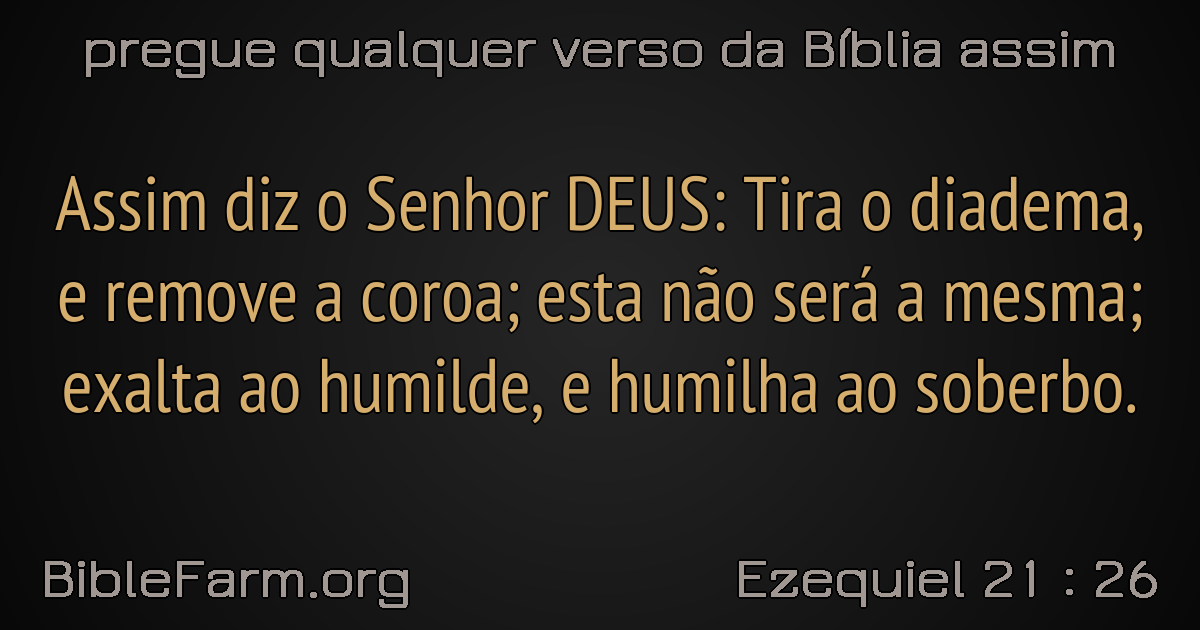 pregue qualquer verso da Bíblia assim
Assim diz o Senhor DEUS: Tira o diadema,
e remove a coroa; esta não será a mesma;
exalta ao humilde, e humilha ao soberbo.
BibleFarm.org
Ezequiel 21 : 26